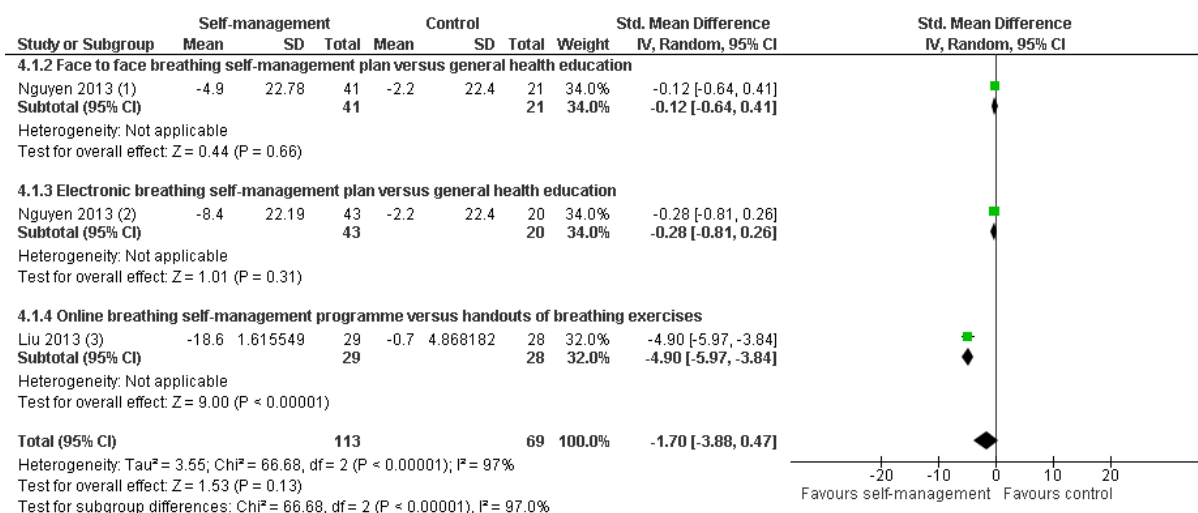 Self-management Control Std. Mean Difference Std. Mean Difference
Study or Subgroup Mean SD Total Mean SD Total Weight IV, Random, 95% CI IV, Random, 95% CI
4.1.2 Face to face breathing self-management plan versus general health education
Nguyen 2013 (1) -4.9 22.78 41 -2.2 22.4 21 34.0% -0.12 [-0.64, 0.41]
Subtotal (95% CI) 41 21 34.0% -0.12 [-0.64, 0.41]
Heterogeneity: Not applicable
Test for overall effect: Z = 0.44 (P = 0.66)
4.1.3 Electronic breathing self-management plan versus general health education
Nguyen 2013 (2) -8.4 22.19 43 -2.2 22.4 20 34.0% -0.28 [-0.81, 0.26]
Subtotal (95% CI) 43 20 34.0% -0.28 [-0.81, 0.26]
Heterogeneity: Not applicable
Test for overall effect: Z = 1.01 (P = 0.31)
4.1.4 Online breathing self-management programme versus handouts of breathing exercises
Liu 2013 (3) -18.6 1.615549 29 -0.7 4.868182 28 32.0% -4.90 [-5.97, -3.84]
Subtotal (95% CI) 29 28 32.0% -4.90 [-5.97, -3.84]
Heterogeneity: Not applicable
Test for overall effect: Z = 9.00 (P < 0.00001)
Total (95% CI) 113 69 100.0% -1.70 [-3.88, 0.47]
Heterogeneity: Tau² = 3.55; Chi² = 66.68, df = 2 (P < 0.00001); I² = 97%
Test for overall effect: Z = 1.53 (P = 0.13)
Test for subgroup differences: Chi² = 66.68, df = 2 (P < 0.00001), I² = 97.0%
-20 -10 0 10 20
Favours self-management Favours control